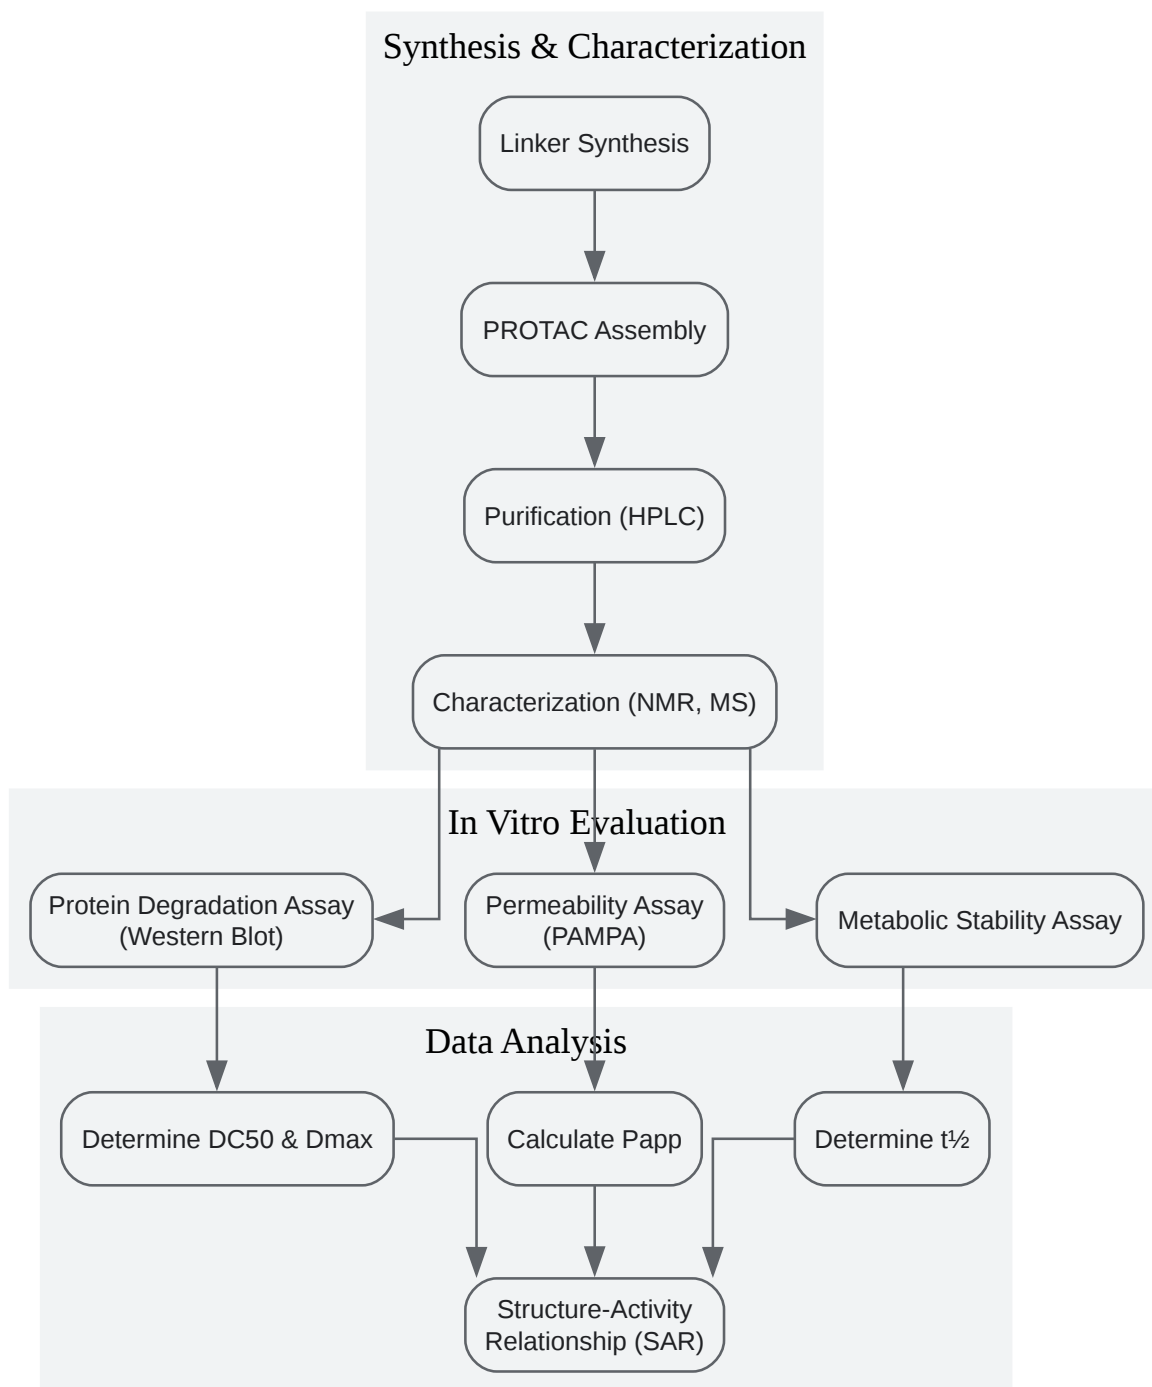 Synthesis & Characterization
Linker Synthesis
PROTAC Assembly
Purification (HPLC)
Characterization (NMR, MS)
In Vitro Evaluation
Protein Degradation Assay
(Western Blot)
Permeability Assay
(PAMPA)
Metabolic Stability Assay
Data Analysis
Determine DC50 & Dmax
Calculate Papp
Determine t½
Structure-Activity
Relationship (SAR)